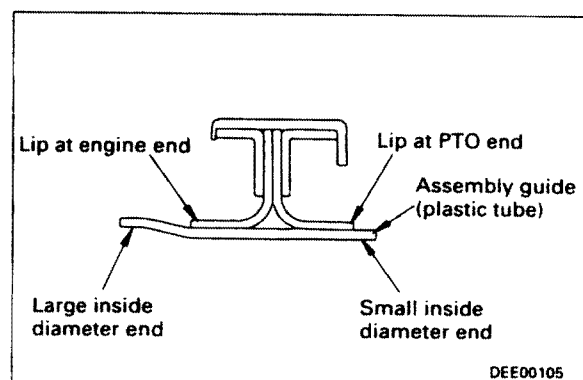 Lip at engine end
Lip at PTO end
Assembly guide
(plastic tube)
Large inside
diameter end
Small inside
diameter end
DEE00105